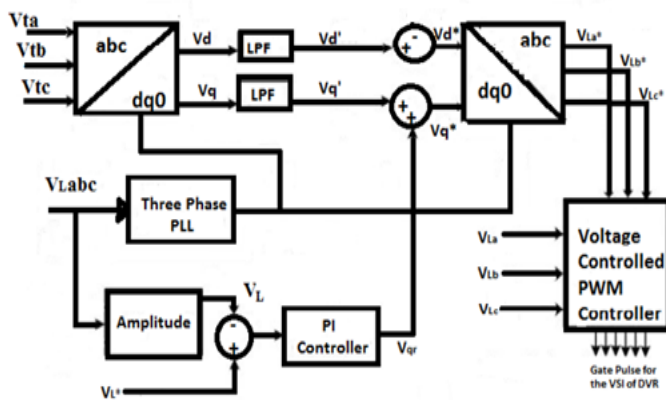 Vta
Vtb
Vtc
abc
dq0
Vd
LPF
Vd'
+
-
Vd*
Vq
LPF
Vq'
+
+
Vq*
abc
dq0
VLa*
VLb*
VLc*
VLabc
Three Phase
PLL
Amplitude
VL
-
+
VL*
PI
Controller
Vqr
VLa
VLb
VLc
Voltage
Controlled
PWM
Controller
Gate Pulse for
the VSI of DVR